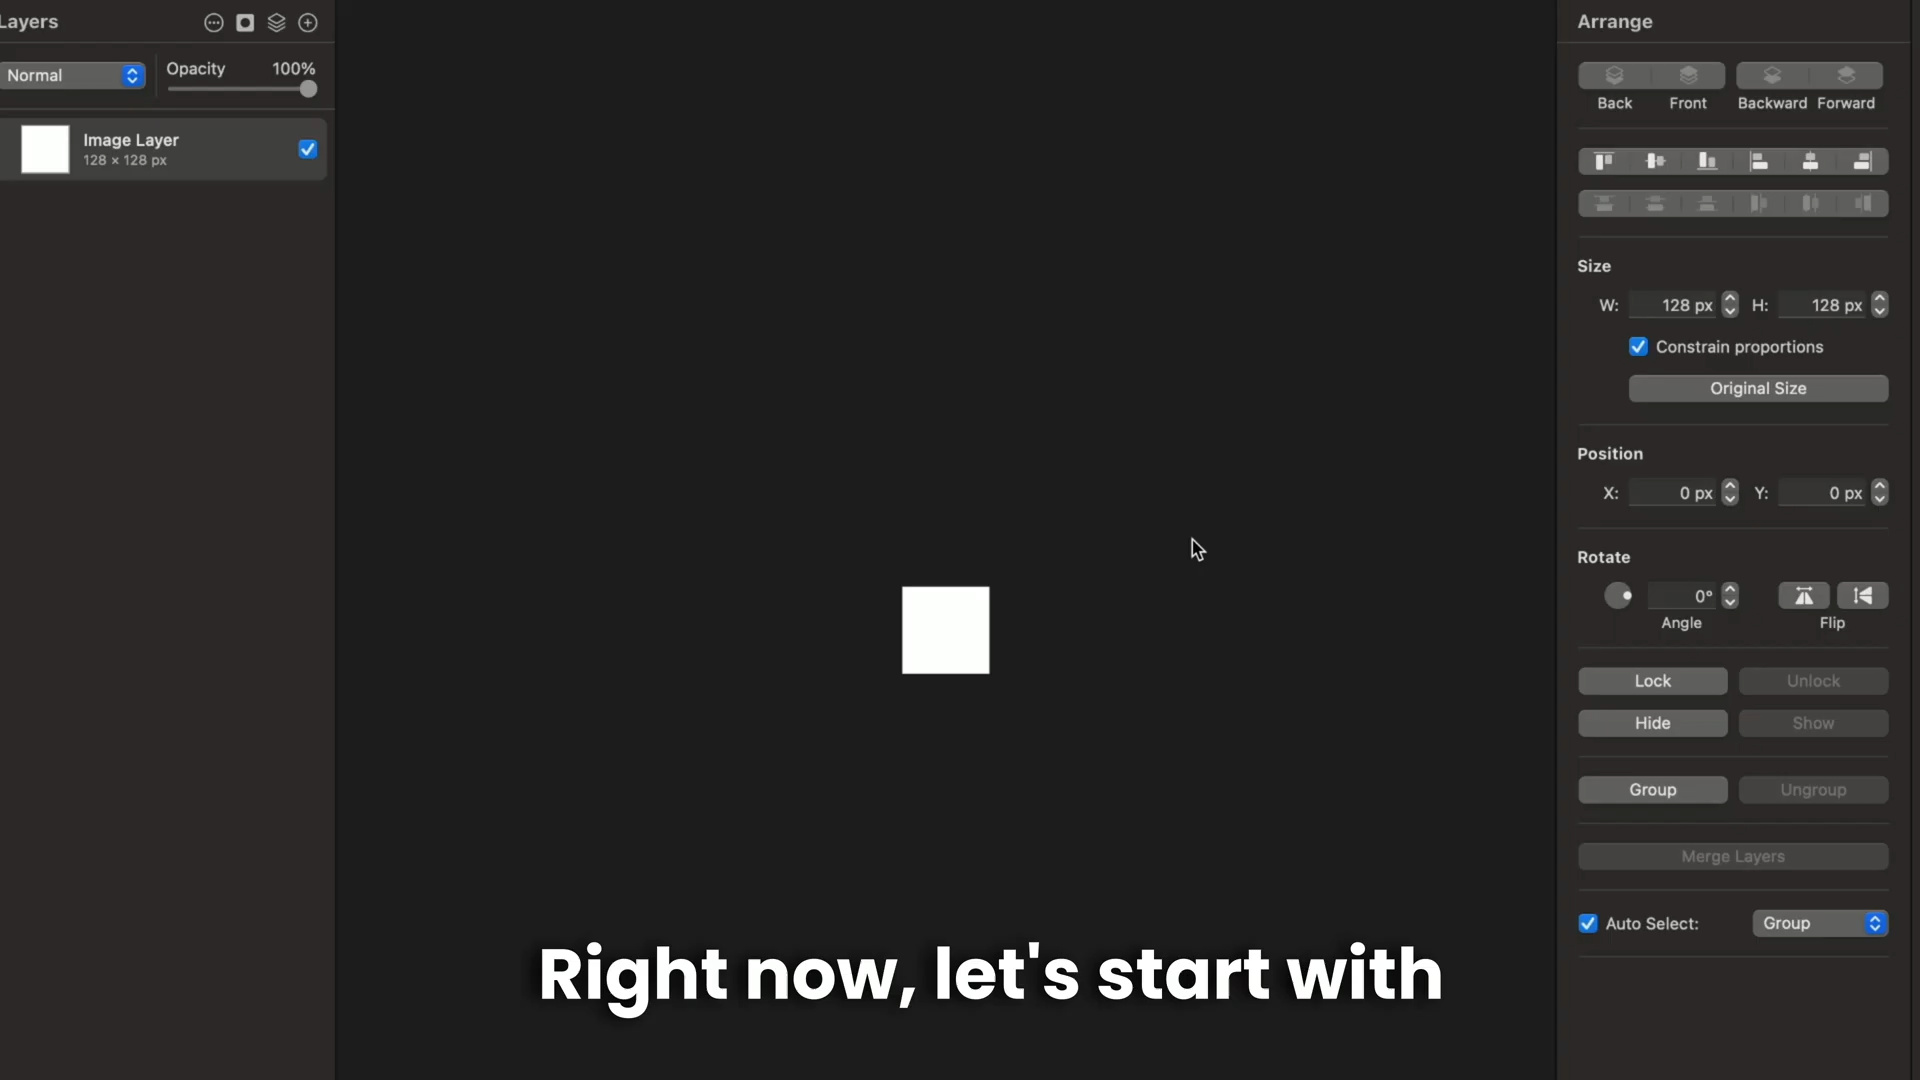 Layers
Normal
Opacity 100%
Image Layer
128 × 128 px
Arrange
Back Front Backward Forward
Size
W: 128 px H: 128 px
Constrain proportions
Original Size
Position
X: 0 px Y: 0 px
Rotate
0°
Angle Flip
Lock Unlock
Hide Show
Group Ungroup
Merge Layers
Auto Select: Group
Right now, let's start with